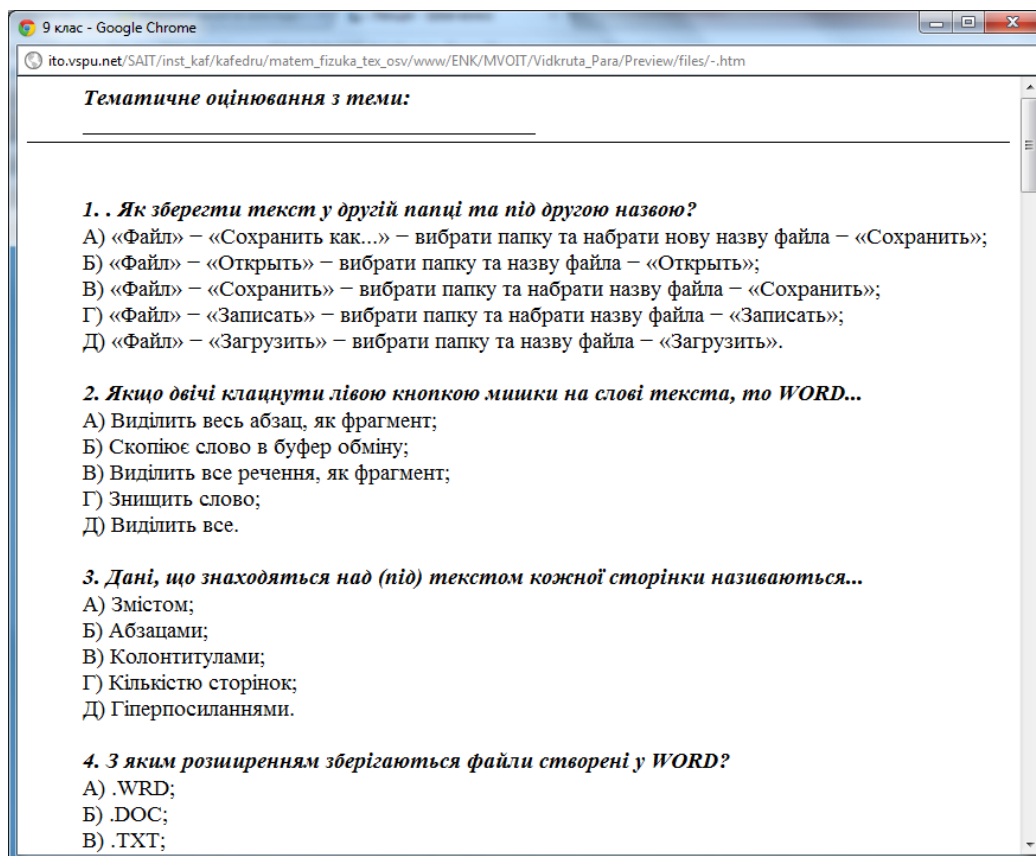 9 клас - Google Chrome
ito.vspu.net/SAIT/inst_kaf/kafedru/matem_fizuka_tex_osv/www/ENK/MVOIT/Vidkruta_Para/Preview/files/-.htm
Тематичне оцінювання з теми:
1. . Як зберегти текст у другій папці та під другою назвою?
А) «Файл» − «Сохранить как...» − вибрати папку та набрати нову назву файла − «Сохранить»;
Б) «Файл» − «Открыть» − вибрати папку та назву файла − «Открыть»;
В) «Файл» − «Сохранить» − вибрати папку та набрати назву файла − «Сохранить»;
Г) «Файл» − «Записать» − вибрати папку та набрати назву файла − «Записать»;
Д) «Файл» − «Загрузить» − вибрати папку та назву файла − «Загрузить».
2. Якщо двічі клацнути лівою кнопкою мишки на слові текста, то WORD...
А) Виділить весь абзац, як фрагмент;
Б) Скопіює слово в буфер обміну;
В) Виділить все речення, як фрагмент;
Г) Знищить слово;
Д) Виділить все.
3. Дані, що знаходяться над (під) текстом кожної сторінки називаються...
А) Змістом;
Б) Абзацами;
В) Колонтитулами;
Г) Кількістю сторінок;
Д) Гіперпосиланнями.
4. З яким розширенням зберігаються файли створені у WORD?
А) .WRD;
Б) .DOC;
В) .TXT;